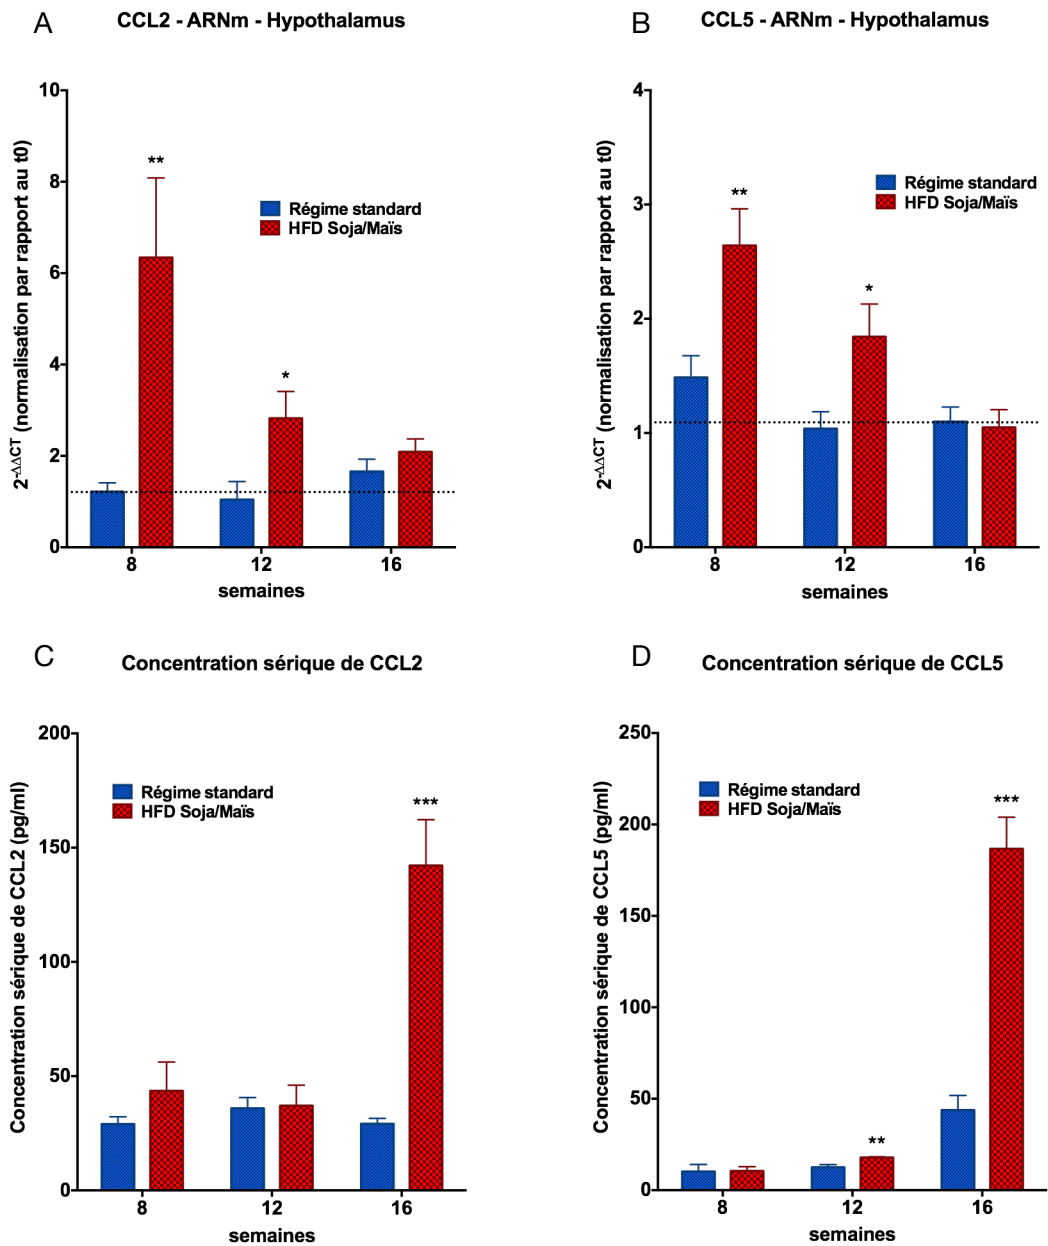 A
CCL2 - ARNm - Hypothalamus
2-ΔΔCT (normalisation par rapport au t0)
10
8
6
4
2
0
**
*
Régime standard
HFD Soja/Maïs
8 12 16
semaines
B
CCL5 - ARNm - Hypothalamus
2-ΔΔCT (normalisation par rapport au t0)
4
3
2
1
0
**
*
Régime standard
HFD Soja/Maïs
8 12 16
semaines
C
Concentration sérique de CCL2
Concentration sérique de CCL2 (pg/ml)
200
150
100
50
0
Régime standard
HFD Soja/Maïs
***
8 12 16
semaines
D
Concentration sérique de CCL5
Concentration sérique de CCL5 (pg/ml)
250
200
150
100
50
0
Régime standard
HFD Soja/Maïs
***
**
8 12 16
semaines